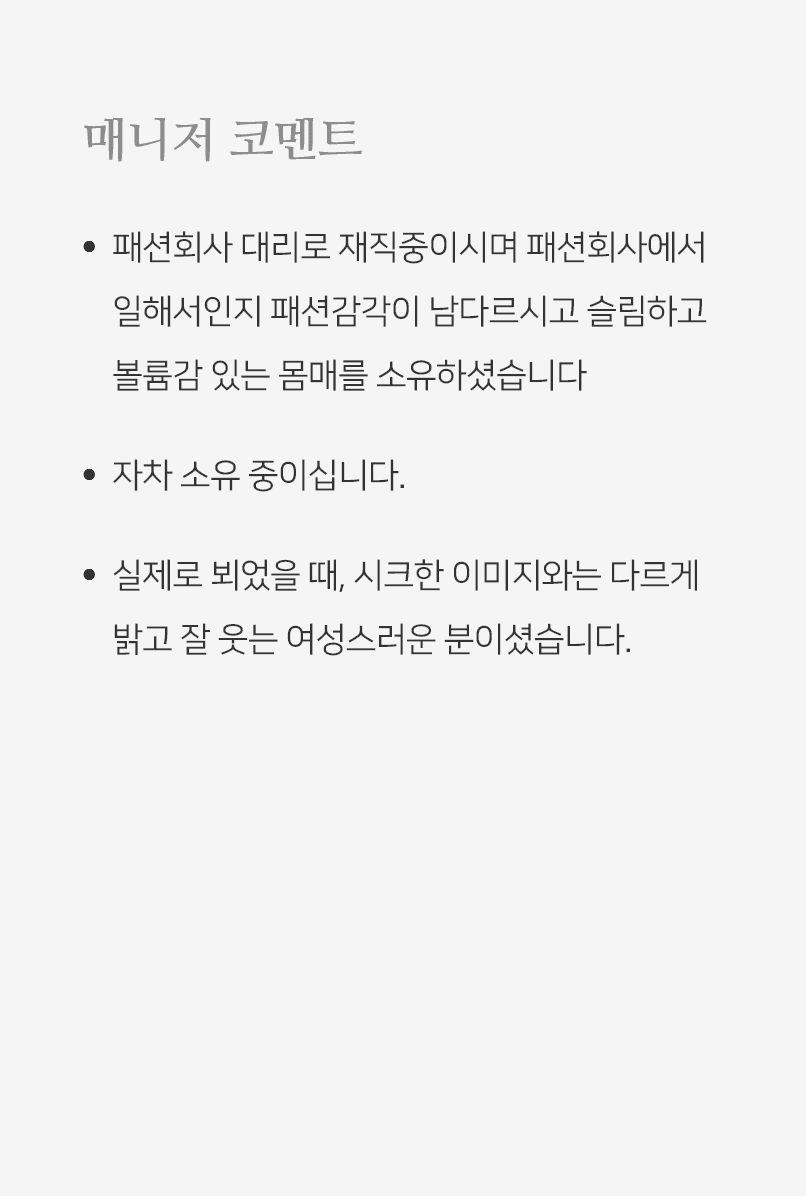 매니저 코멘트
• 패션회사 대리로 재직중이시며 패션회사에서
일해서인지 패션감각이 남다르시고 슬림하고
볼륨감 있는 몸매를 소유하셨습니다
• 자차 소유 중이십니다.
• 실제로 뵈었을 때, 시크한 이미지와는 다르게
밝고 잘 웃는 여성스러운 분이셨습니다.